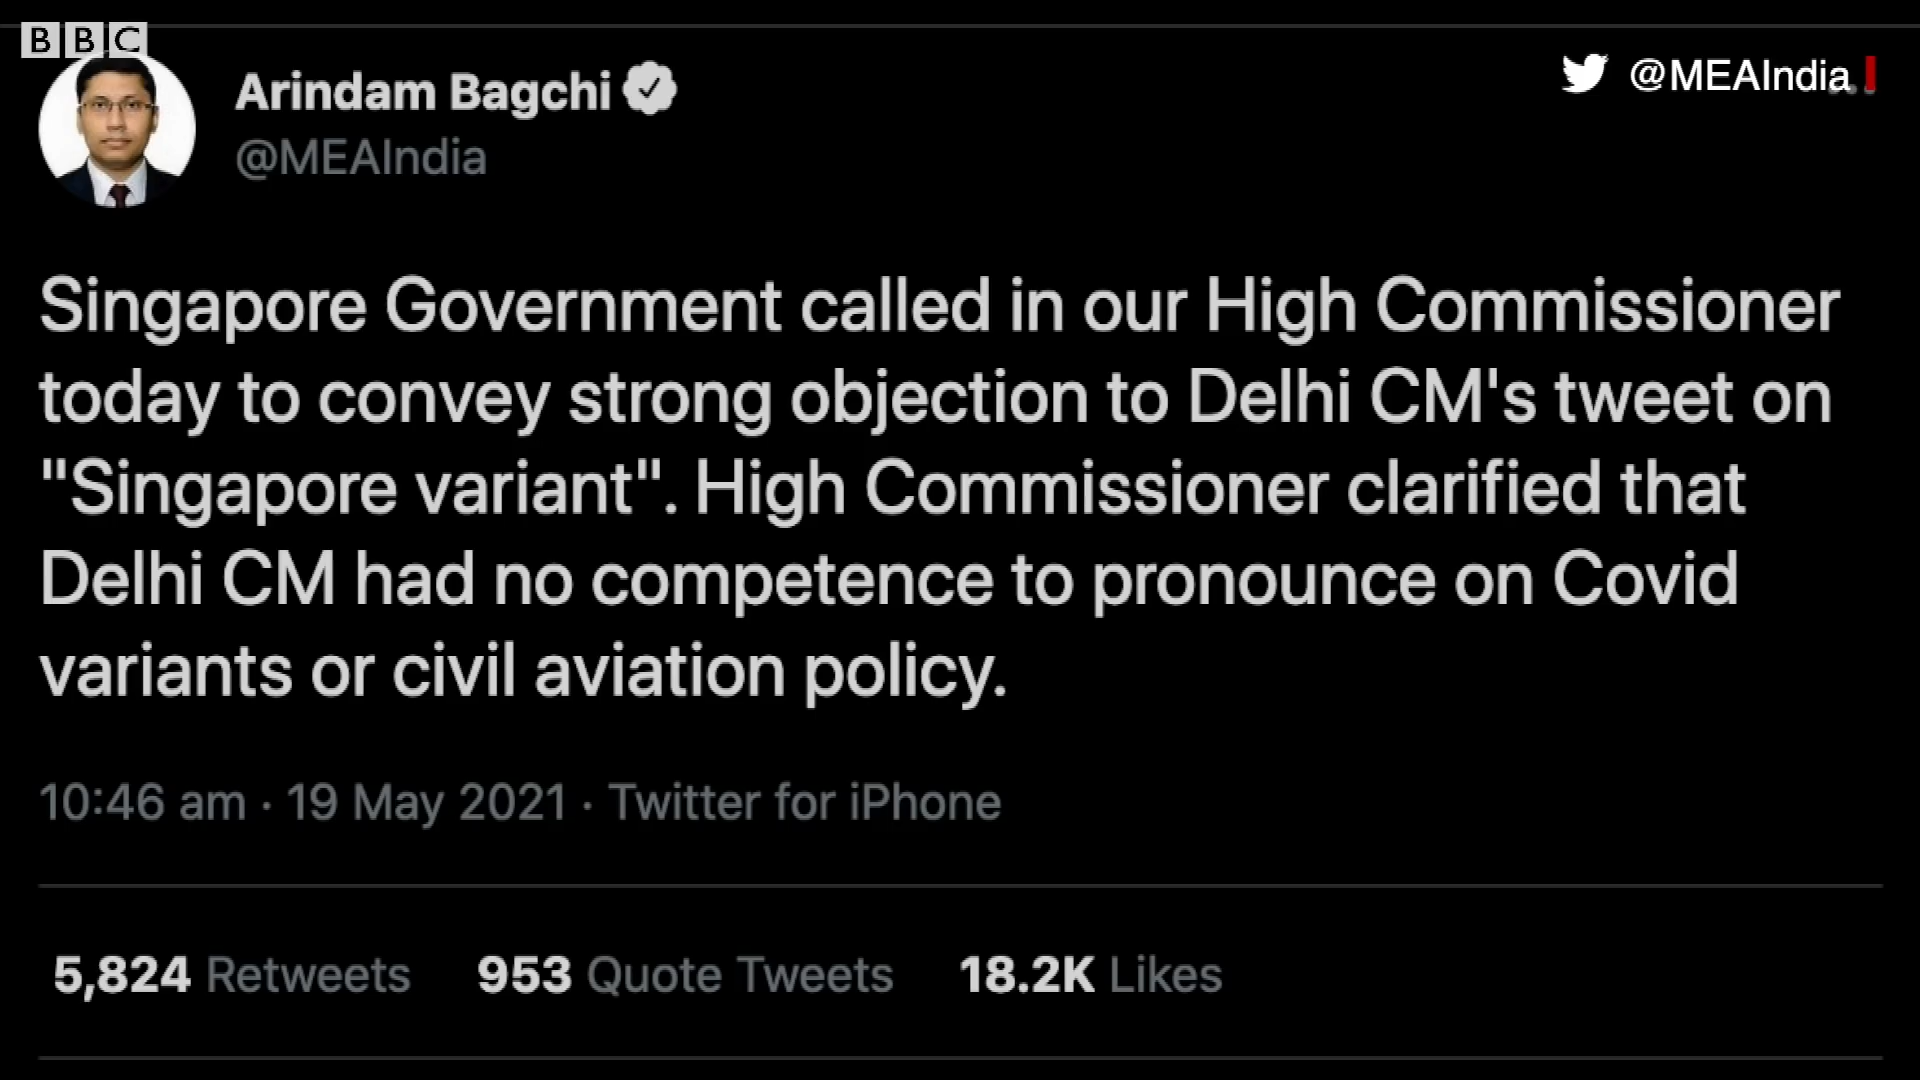 BBC
Arindam Bagchi
@MEAIndia
@MEAIndia
Singapore Government called in our High Commissioner
today to convey strong objection to Delhi CM's tweet on
"Singapore variant". High Commissioner clarified that
Delhi CM had no competence to pronounce on Covid
variants or civil aviation policy.
10:46 am · 19 May 2021 · Twitter for iPhone
5,824 Retweets 953 Quote Tweets 18.2K Likes